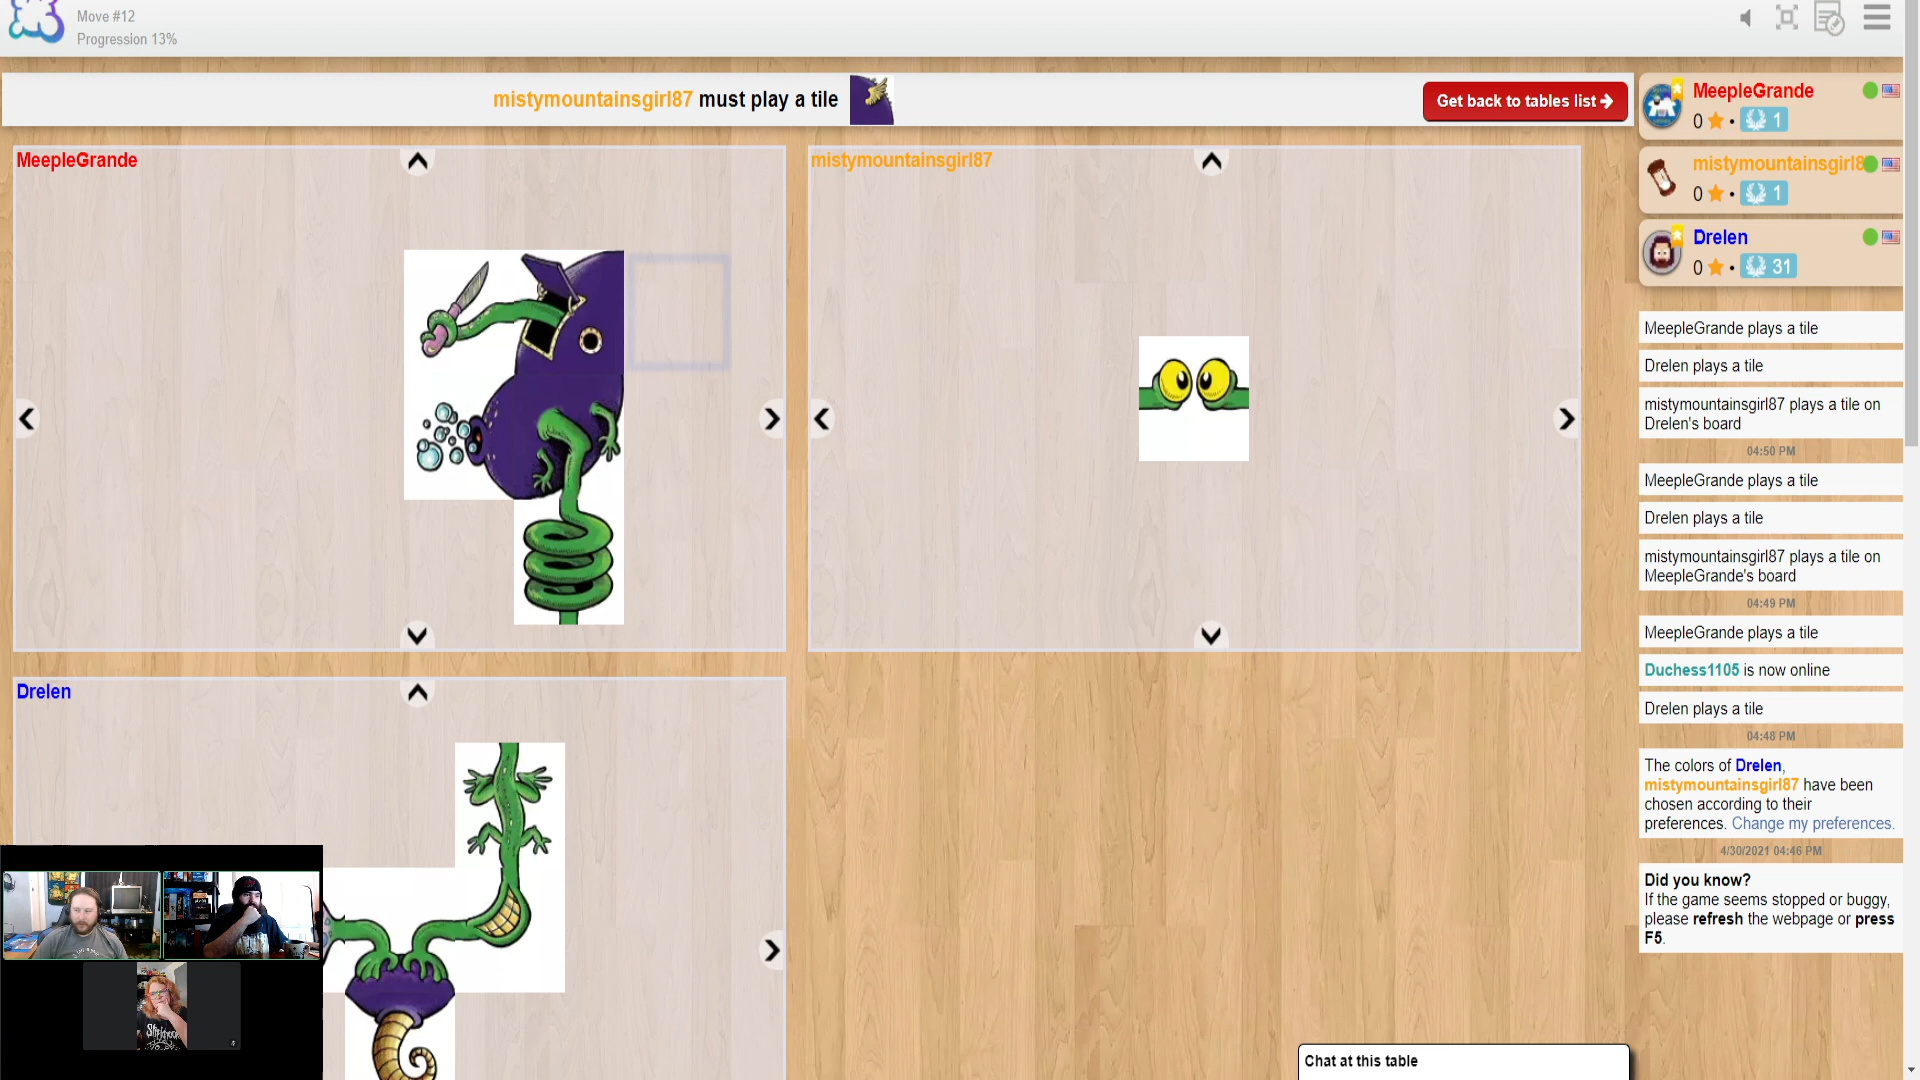 Move #12
Progression 13%
mistymountainsgirl87 must play a tile
Get back to tables list
MeepleGrande
0 • 1
mistymountainsgirl8
0 • 1
Drelen
0 • 31
MeepleGrande
mistymountainsgirl87
Drelen
MeepleGrande plays a tile
Drelen plays a tile
mistymountainsgirl87 plays a tile on
Drelen's board
04:50 PM
MeepleGrande plays a tile
Drelen plays a tile
mistymountainsgirl87 plays a tile on
MeepleGrande's board
04:49 PM
MeepleGrande plays a tile
Duchess1105 is now online
Drelen plays a tile
04:48 PM
The colors of Drelen,
mistymountainsgirl87 have been
chosen according to their
preferences. Change my preferences.
4/30/2021 04:46 PM
Did you know?
If the game seems stopped or buggy,
please refresh the webpage or press
F5.
Chat at this table